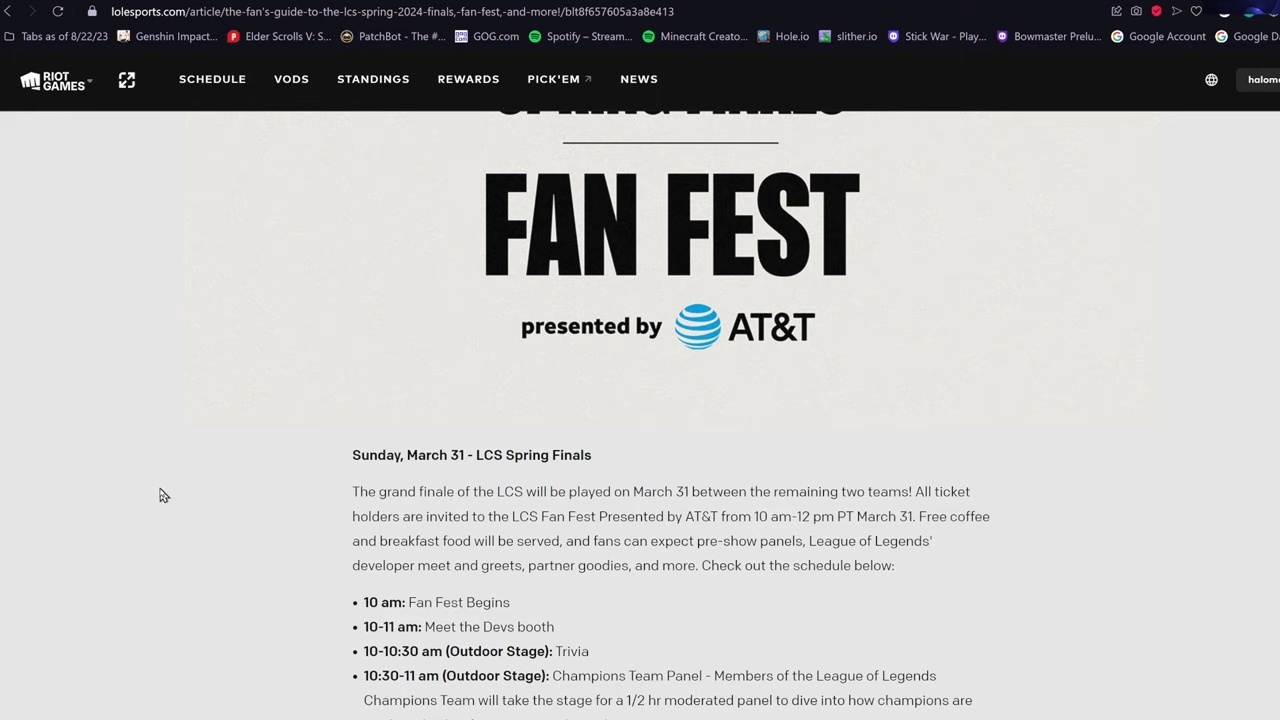 lolesports.com/article/the-fan's-guide-to-the-lcs-spring-2024-finals,-fan-fest,-and-more!/blt8f657605a3a8e413
Tabs as of 8/22/23 Genshin Impact... Elder Scrolls V: S... PatchBot - The #... GOG.com Spotify – Stream... Minecraft Creato... Hole.io slither.io Stick War - Play... Bowmaster Prelu... Google Account Google Da
RIOT GAMES SCHEDULE VODS STANDINGS REWARDS PICK'EM NEWS halom
SPRING FINALS
FAN FEST
presented by AT&T
Sunday, March 31 - LCS Spring Finals
The grand finale of the LCS will be played on March 31 between the remaining two teams! All ticket
holders are invited to the LCS Fan Fest Presented by AT&T from 10 am-12 pm PT March 31. Free coffee
and breakfast food will be served, and fans can expect pre-show panels, League of Legends'
developer meet and greets, partner goodies, and more. Check out the schedule below:
• 10 am: Fan Fest Begins
• 10-11 am: Meet the Devs booth
• 10-10:30 am (Outdoor Stage): Trivia
• 10:30-11 am (Outdoor Stage): Champions Team Panel - Members of the League of Legends
Champions Team will take the stage for a 1/2 hr moderated panel to dive into how champions are